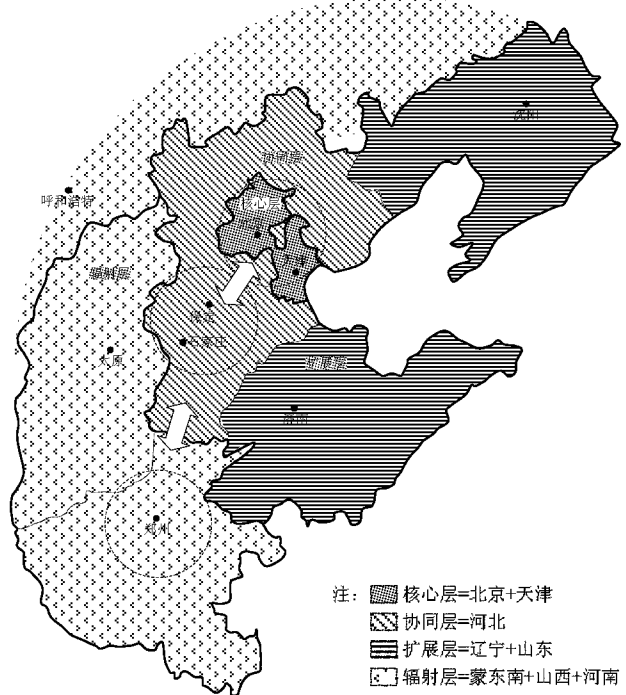 沈阳
协同层
核心层
呼和浩特
辐射层
保定
石家庄
太原
扩展层
济南
郑州
注：
核心层=北京+天津
协同层=河北
扩展层=辽宁+山东
辐射层=蒙东南+山西+河南